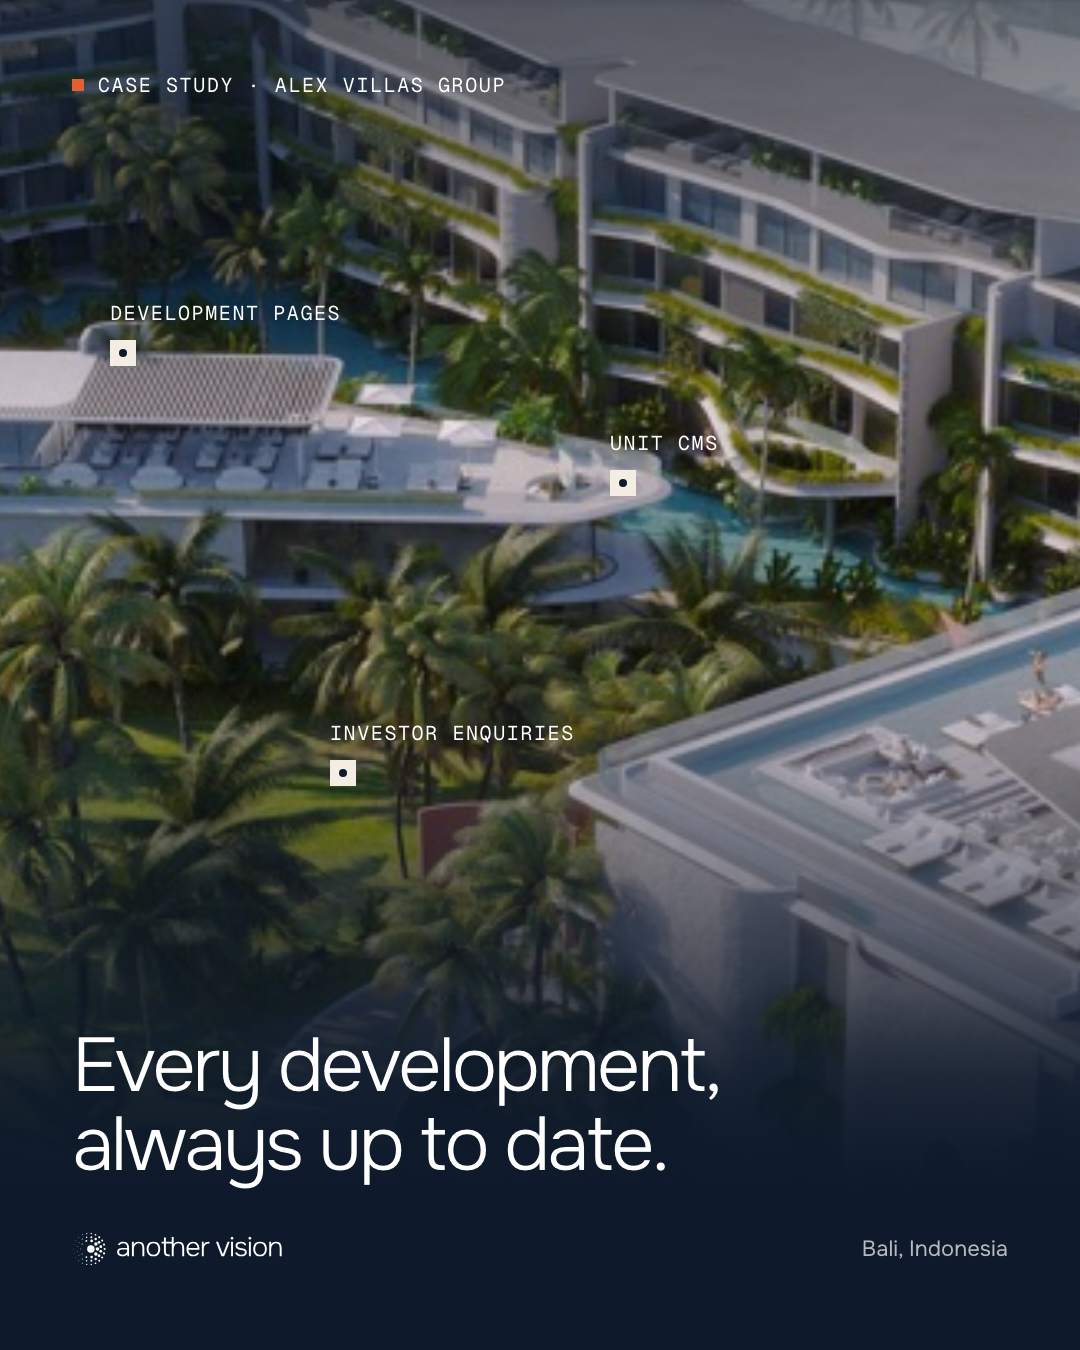 CASE STUDY · ALEX VILLAS GROUP
DEVELOPMENT PAGES
UNIT CMS
INVESTOR ENQUIRIES
Every development,
always up to date.
another vision
Bali, Indonesia